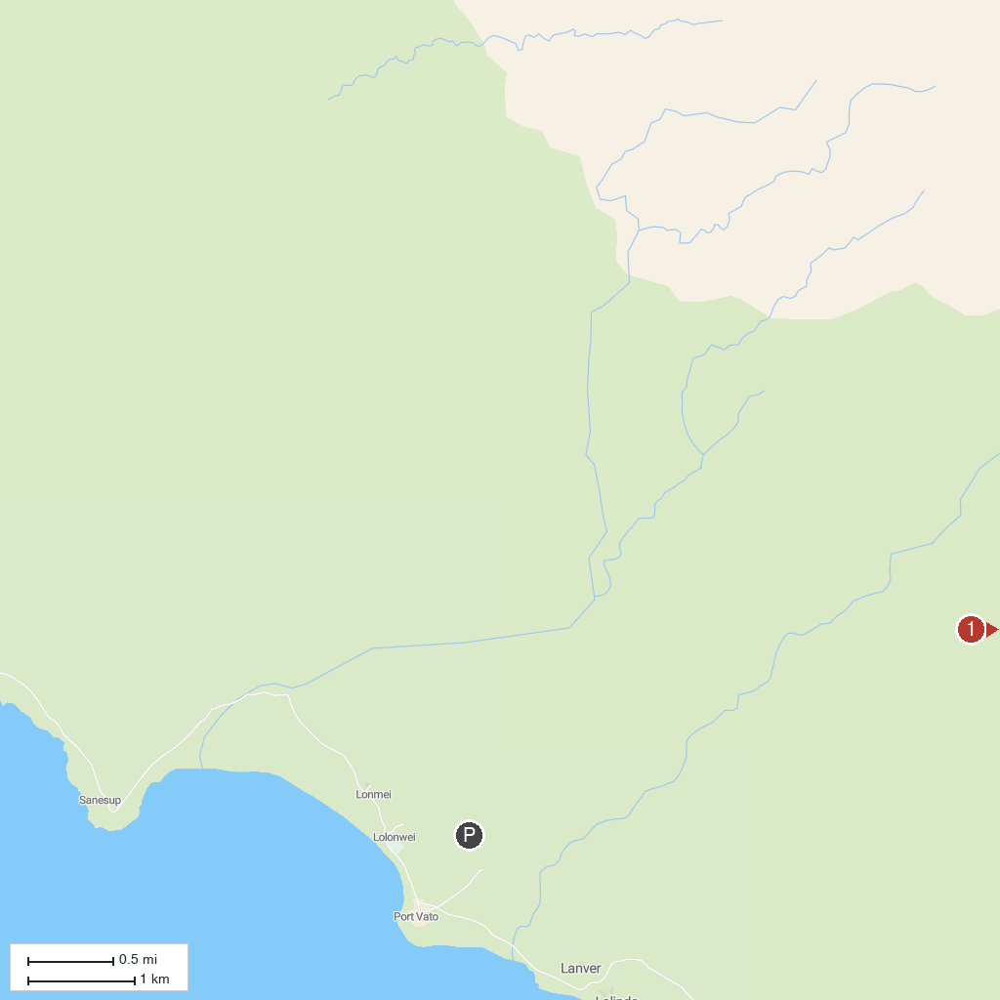 1
Sanesup
Lonmei
Lolonwei
P
Port Vato
0.5 mi
1 km
Lanver